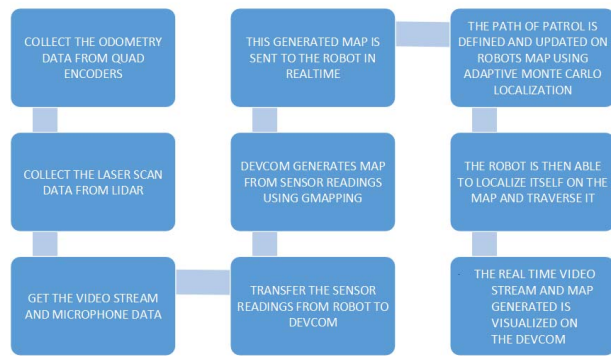 COLLECT THE ODOMETRY
DATA FROM QUAD
ENCODERS
COLLECT THE LASER SCAN
DATA FROM LIDAR
GET THE VIDEO STREAM
AND MICROPHONE DATA
TRANSFER THE SENSOR
READINGS FROM ROBOT TO
DEVCOM
DEVCOM GENERATES MAP
FROM SENSOR READINGS
USING GMAPPING
THIS GENERATED MAP IS
SENT TO THE ROBOT IN
REALTIME
THE PATH OF PATROL IS
DEFINED AND UPDATED ON
ROBOTS MAP USING
ADAPTIVE MONTE CARLO
LOCALIZATION
THE ROBOT IS THEN ABLE
TO LOCALIZE ITSELF ON THE
MAP AND TRAVERSE IT
- THE REAL TIME VIDEO
STREAM AND MAP
GENERATED IS
VISUALIZED ON
THE DEVCOM